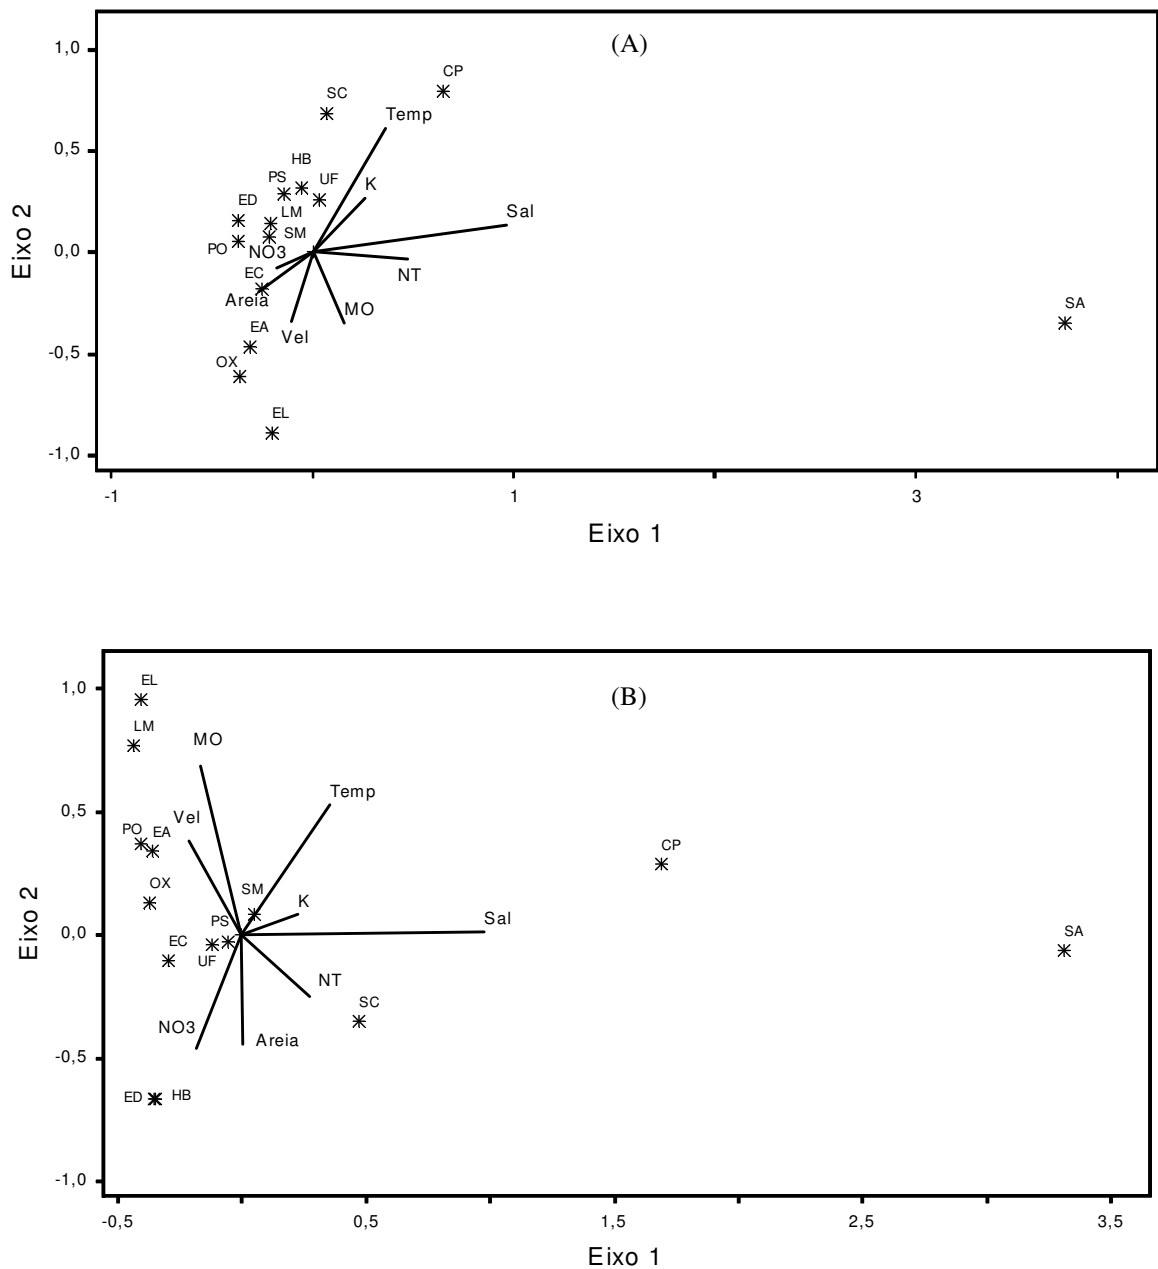 (A)
1,0
CP
SC
Temp
0,5
HB
PS
UF
K
ED
LM
Sal
SM
PO
NO3
0,0
EC
NT
Areia
MO
SA
EA
Vel
-0,5
OX
EL
-1,0
Eixo 2
-1
1
3
Eixo 1
(B)
EL
1,0
LM
MO
Temp
Vel
0,5
PO
EA
CP
OX
SM
K
PS
Sal
SA
0,0
EC
UF
NT
SC
NO3
Areia
-0,5
ED
HB
-1,0
Eixo 2
-0,5
0,5
1,5
2,5
3,5
Eixo 1